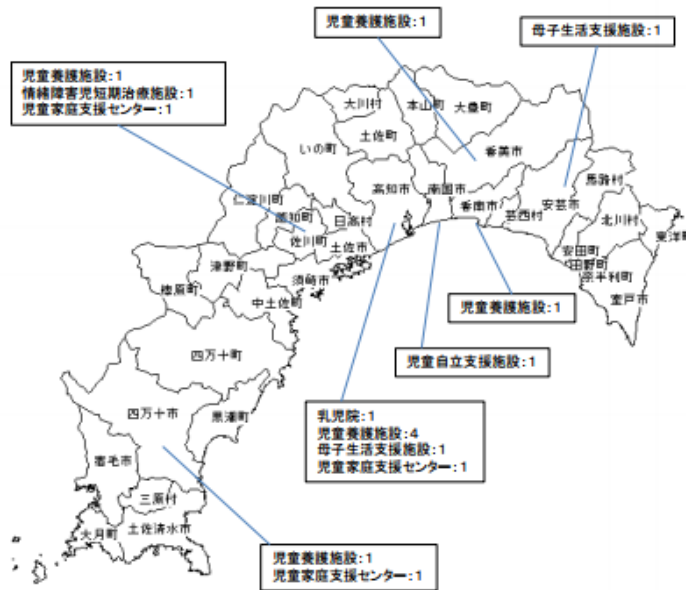 児童養護施設:1
母子生活支援施設:1
児童養護施設:1
情緒障害児短期治療施設:1
児童家庭支援センター:1
大川村
本山町
大豊町
いの町
土佐町
香美市
高知市
南国市
馬路村
仁淀川町
香南市
安芸市
越知町
日高村
芸西村
北川村
東洋町
佐川町
土佐市
安田町
津野町
田野町
須崎市
奈半利町
梼原町
中土佐町
室戸市
児童養護施設:1
四万十町
児童自立支援施設:1
乳児院:1
児童養護施設:4
母子生活支援施設:1
児童家庭支援センター:1
四万十市
黒潮町
宿毛市
三原村
大月町
土佐清水市
児童養護施設:1
児童家庭支援センター:1